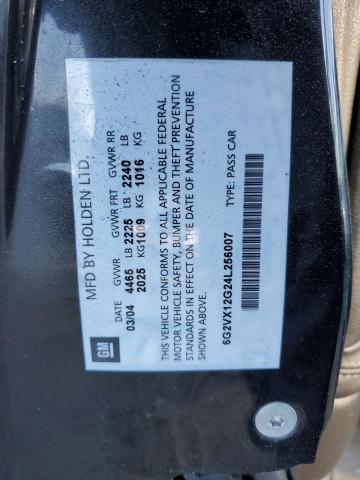 GM
MFD BY HOLDEN LTD.
DATE GVWR GVWR FRT GVWR RR
03/04 4465 LB 2225 LB 2240 LB
2025 KG 1009 KG 1016 KG
THIS VEHICLE CONFORMS TO ALL APPLICABLE FEDERAL
MOTOR VEHICLE SAFETY, BUMPER AND THEFT PREVENTION
STANDARDS IN EFFECT ON THE DATE OF MANUFACTURE
SHOWN ABOVE.
6G2VX12G24L256007 TYPE: PASS CAR